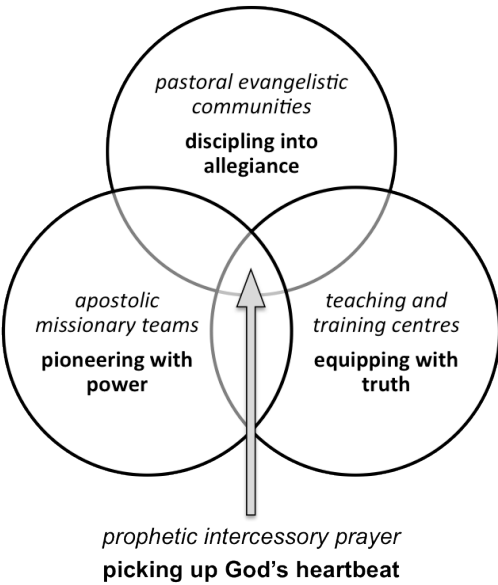 pastoral evangelistic
communities
discipling into
allegiance
apostolic
missionary teams
pioneering with
power
teaching and
training centres
equipping with
truth
prophetic intercessory prayer
picking up God's heartbeat